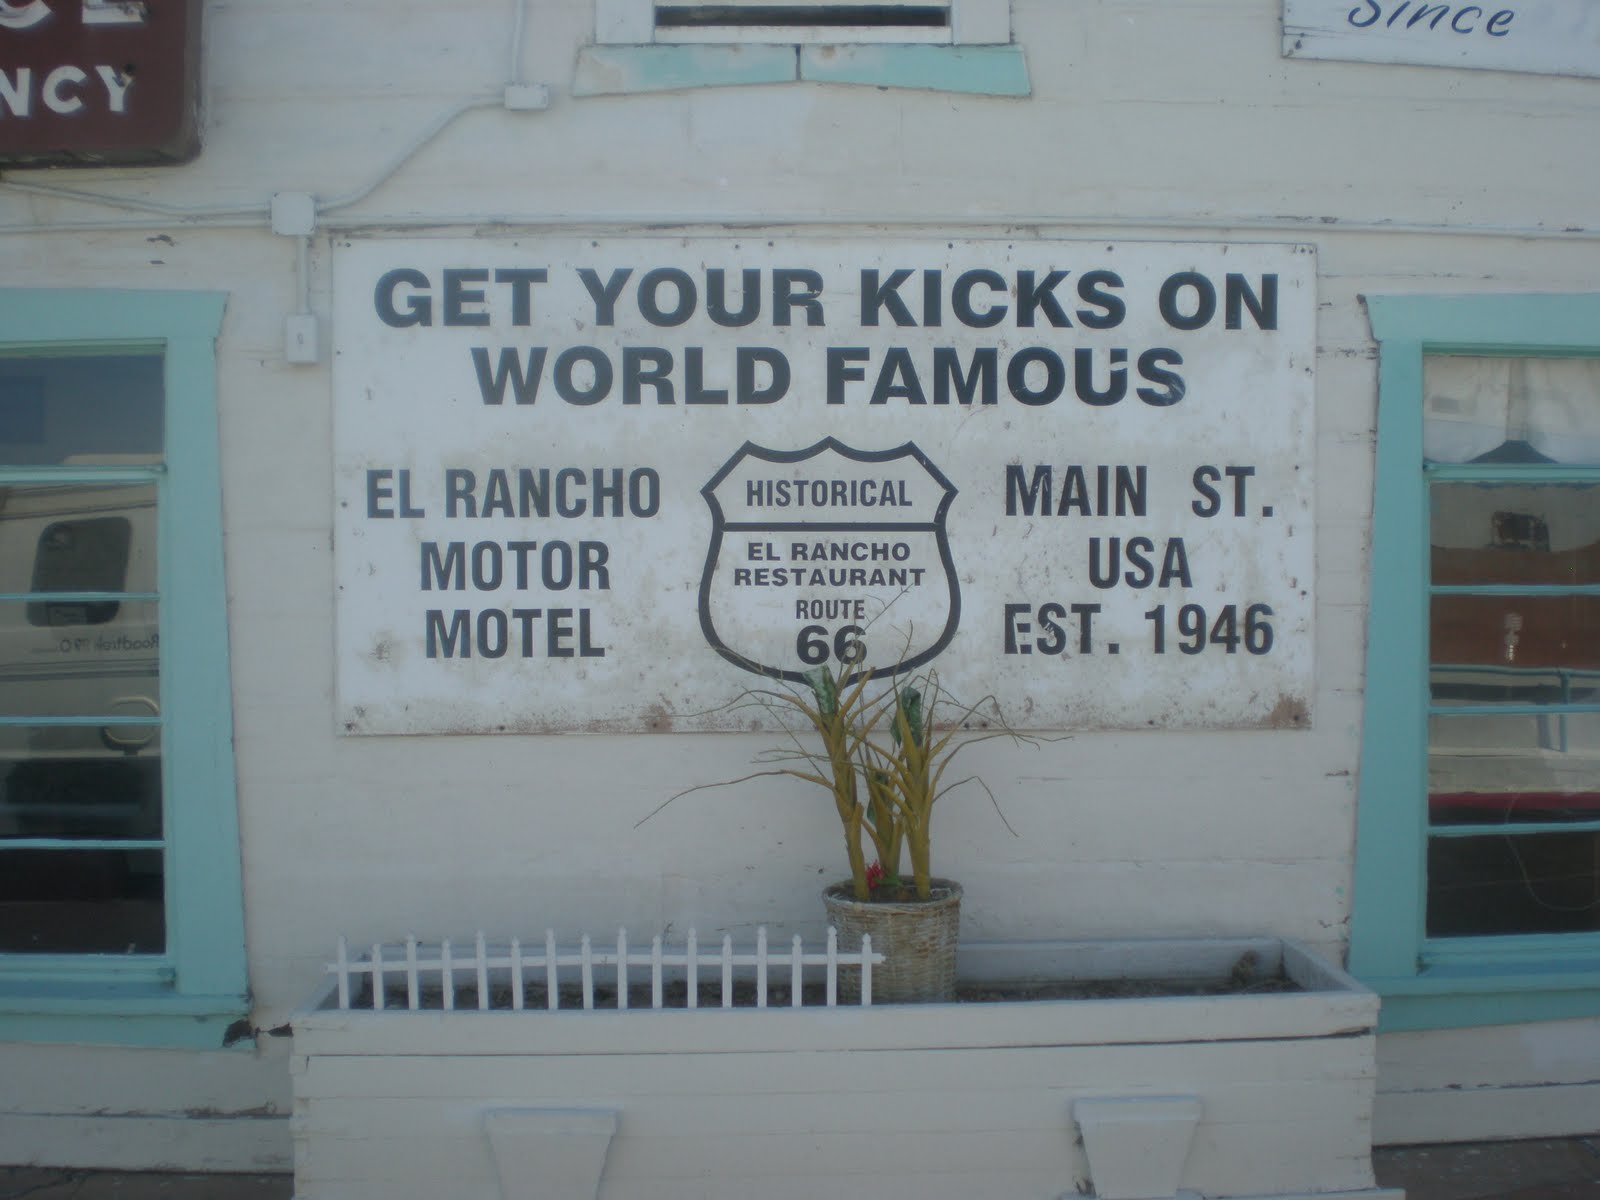 NCY
Since
GET YOUR KICKS ON
WORLD FAMOUS
EL RANCHO
MOTOR
MOTEL
HISTORICAL
EL RANCHO
RESTAURANT
ROUTE
66
MAIN ST.
USA
EST. 1946